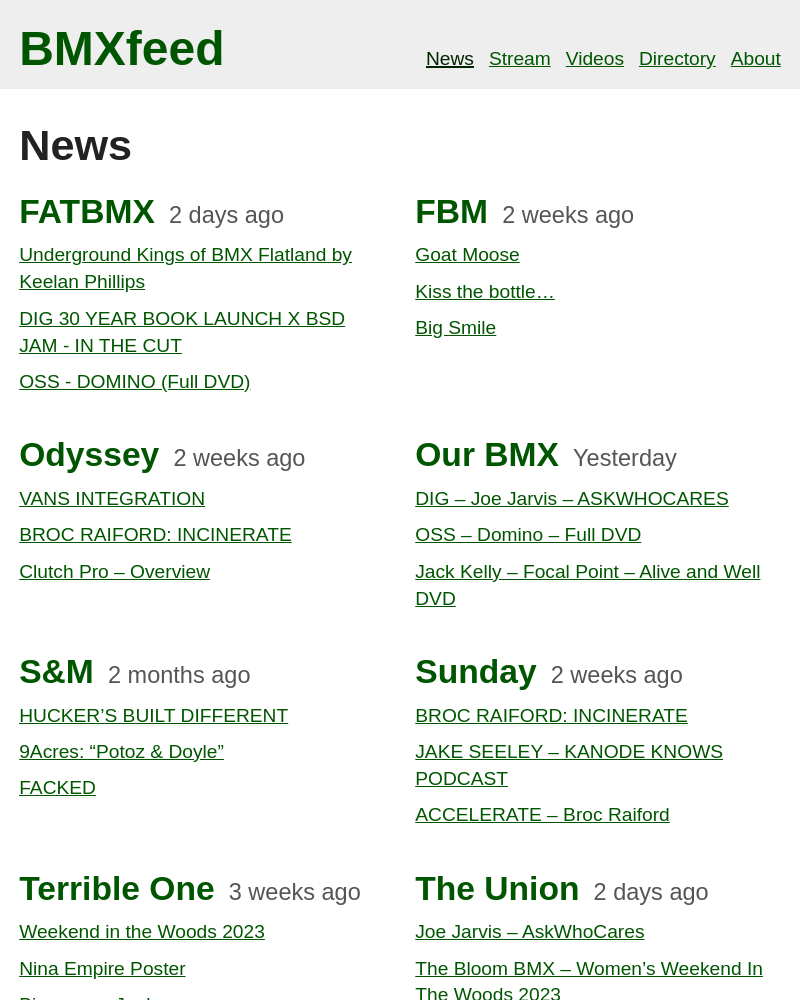 BMXfeed
News Stream Videos Directory About
News
FATBMX 2 days ago
Underground Kings of BMX Flatland by
Keelan Phillips
DIG 30 YEAR BOOK LAUNCH X BSD
JAM - IN THE CUT
OSS - DOMINO (Full DVD)
FBM 2 weeks ago
Goat Moose
Kiss the bottle…
Big Smile
Odyssey 2 weeks ago
VANS INTEGRATION
BROC RAIFORD: INCINERATE
Clutch Pro – Overview
Our BMX Yesterday
DIG – Joe Jarvis – ASKWHOCARES
OSS – Domino – Full DVD
Jack Kelly – Focal Point – Alive and Well
DVD
S&M 2 months ago
HUCKER’S BUILT DIFFERENT
9Acres: “Potoz & Doyle”
FACKED
Sunday 2 weeks ago
BROC RAIFORD: INCINERATE
JAKE SEELEY – KANODE KNOWS
PODCAST
ACCELERATE – Broc Raiford
Terrible One 3 weeks ago
Weekend in the Woods 2023
Nina Empire Poster
The Union 2 days ago
Joe Jarvis – AskWhoCares
The Bloom BMX – Women’s Weekend In
The Woods 2023